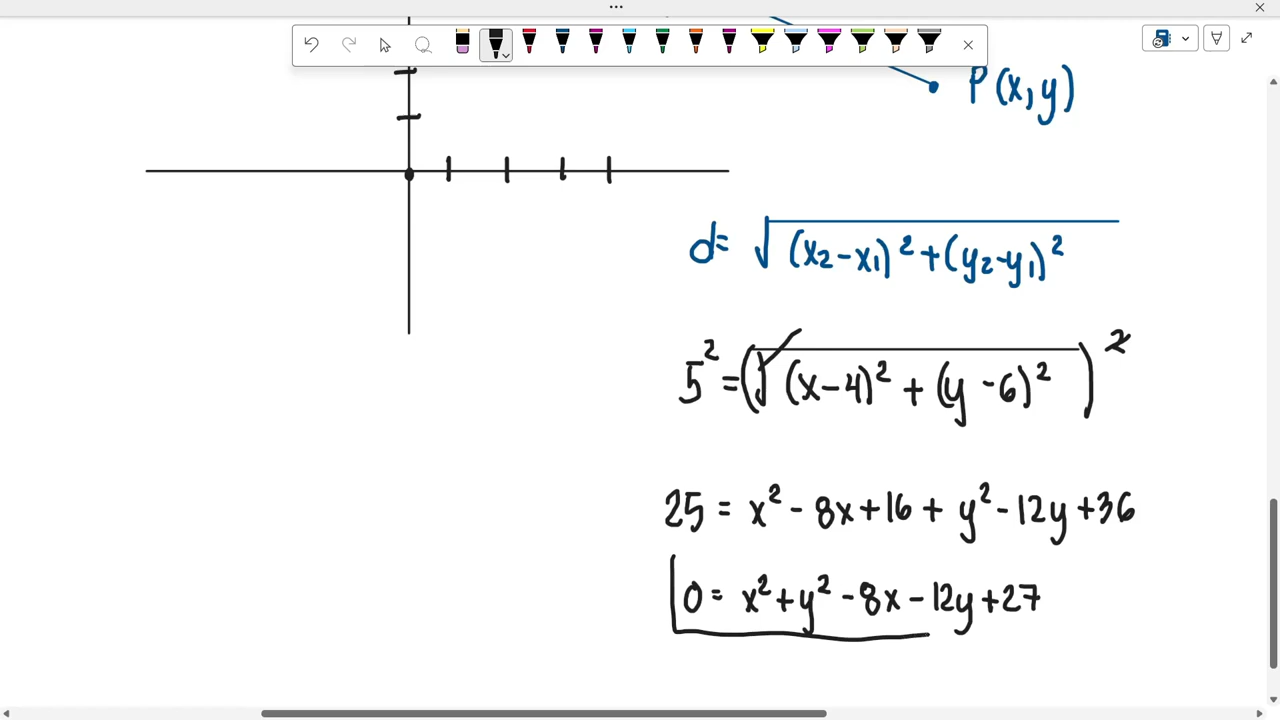 P(x,y)
d= √(x₂-x₁)²+(y₂-y₁)²
5²=(√(x-4)²+(y-6)²)²
25 = x²-8x+16+y²-12y+36
0= x²+y²-8x-12y+27